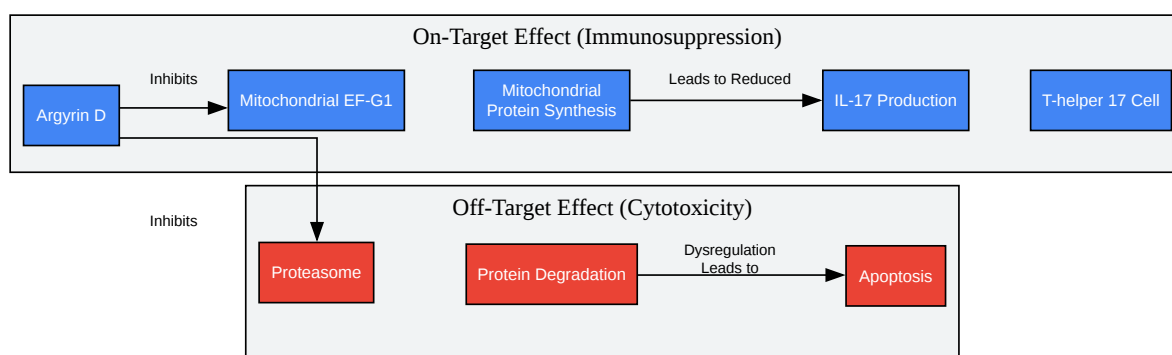 On-Target Effect (Immunosuppression)
Inhibits
Leads to Reduced
Argyrin D
Mitochondrial EF-G1
Mitochondrial
Protein Synthesis
IL-17 Production
T-helper 17 Cell
Off-Target Effect (Cytotoxicity)
Inhibits
Proteasome
Protein Degradation
Dysregulation
Leads to
Apoptosis